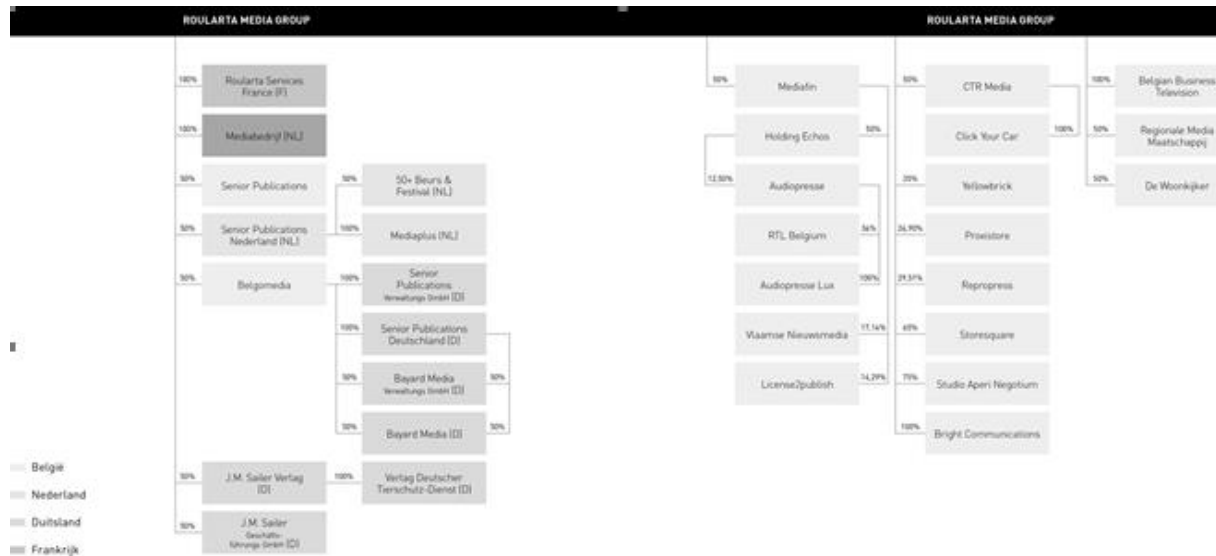 ROULARTA MEDIA GROUP
100%
Roularta Services
France (F)
100%
Mediabedrijf (NL)
50%
Senior Publications
50%
50+ Beurs &
Festival (NL)
50%
Senior Publications
Nederland (NL)
100%
Mediaplus (NL)
50%
Belgomedia
100%
Senior
Publications
Verwaltungs GmbH (D)
100%
Senior Publications
Deutschland (D)
50%
Bayard Media
Verwaltungs GmbH (D)
50%
50%
Bayard Media (D)
50%
50%
J.M. Sailer Verlag
(D)
100%
Vertag Deutscher
Tierschutz-Dienst (D)
50%
J.M. Sailer
Geschäfts-
führungs GmbH (D)
België
Nederland
Duitsland
Frankrijk
ROULARTA MEDIA GROUP
50%
Mediafin
Holding Echos
50%
12,50%
Audiopresse
RTL Belgium
34%
Audiopresse Lux
100%
Vlaamse Nieuwsmedia
17,14%
License2publish
14,29%
50%
CTR Media
Click Your Car
100%
35%
Yellowbrick
Proxistore
Repropress
65%
Storesquare
75%
Studio Aperi Negotium
100%
Bright Communications
100%
Belgian Business
Television
50%
Regionale Media
Maatschappij
50%
De Woonkijker